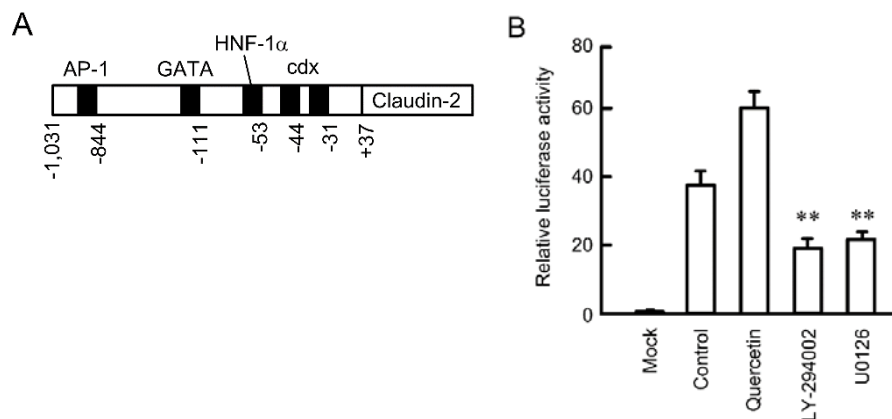 A
HNF-1α
AP-1 GATA cdx
Claudin-2
-1,031 -844 -111 -53 -44 -31 +37
B
Relative luciferase activity
80
60
40
20
0
** **
Mock Control Quercetin LY-294002 U0126